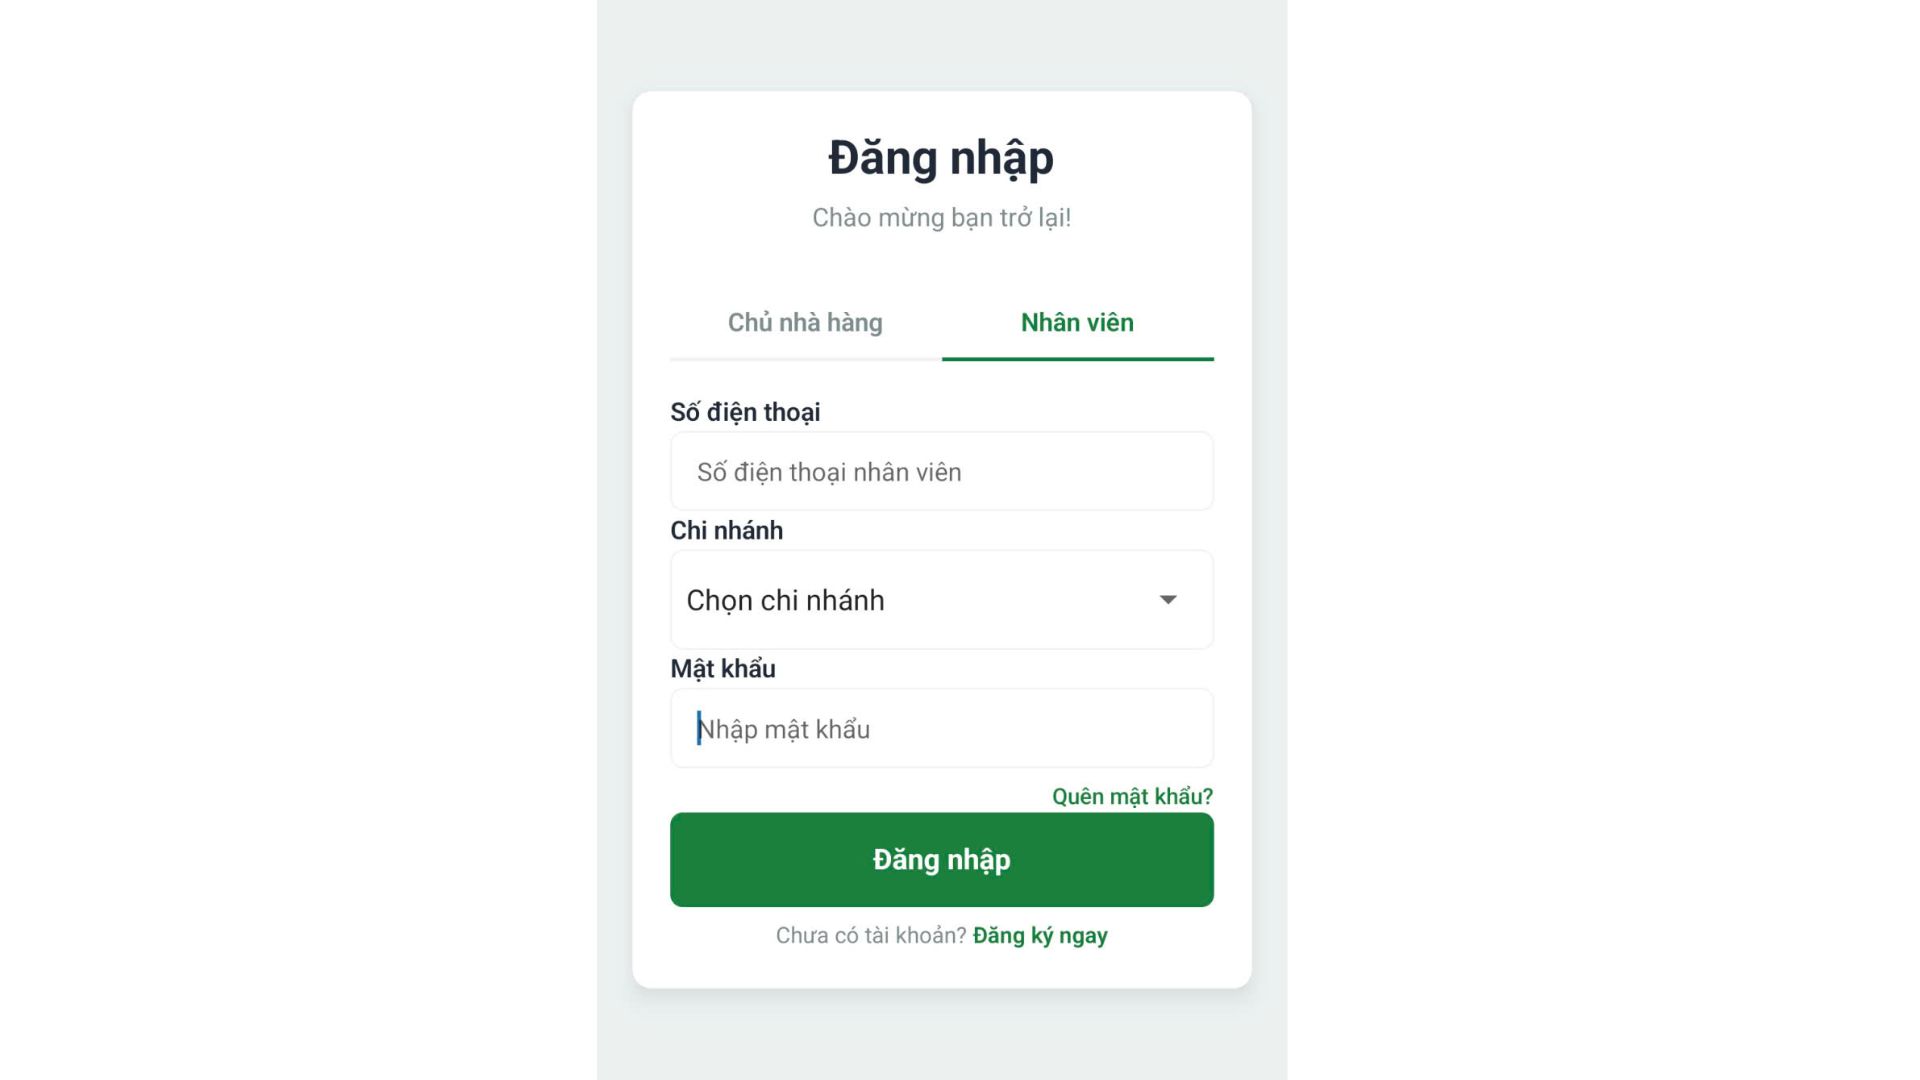 Đăng nhập
Chào mừng bạn trở lại!
Chủ nhà hàng
Nhân viên
Số điện thoại
Số điện thoại nhân viên
Chi nhánh
Chọn chi nhánh
Mật khẩu
Nhập mật khẩu
Quên mật khẩu?
Đăng nhập
Chưa có tài khoản? Đăng ký ngay